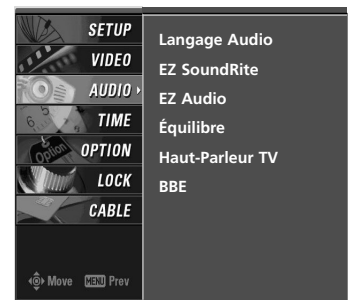 SETUP
VIDEO
AUDIO
TIME
OPTION
LOCK
CABLE
Move MENU Prev
Langage Audio
EZ SoundRite
EZ Audio
Équilibre
Haut-Parleur TV
BBE